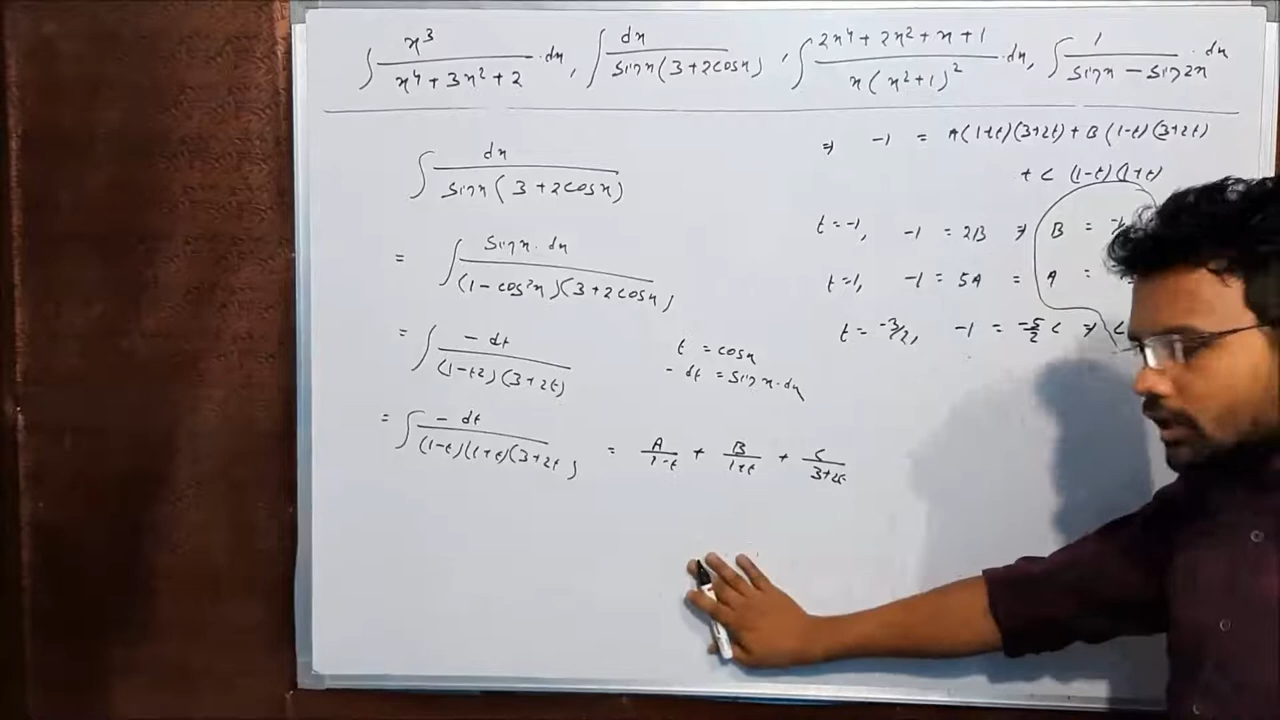 ∫ x³/(x⁴ + 3x² + 2) · dx, ∫ dx/(sinx(3+2cosx)), ∫ (2x⁴ + 2x² + x + 1)/(x(x²+1)²) · dx, ∫ 1/(sinx - sin2x) · dx
∫ dx/(sinx(3+2cosx))
= ∫ sinx·dx/((1-cos²x)(3+2cosx))
= ∫ -dt/((1-t²)(3+2t))
t = cosx
-dt = sinx·dx
= ∫ -dt/((1-t)(1+t)(3+2t)) = A/(1-t) + B/(1+t) + C/(3+2t)
⇒ -1 = A(1+t)(3+2t) + B(1-t)(3+2t)
+ C (1-t)(1+t)
t=-1, -1 = 2B ⇒ B =
t=1, -1 = 5A = A =
t = -3/2, -1 = -5/2 C ⇒ C